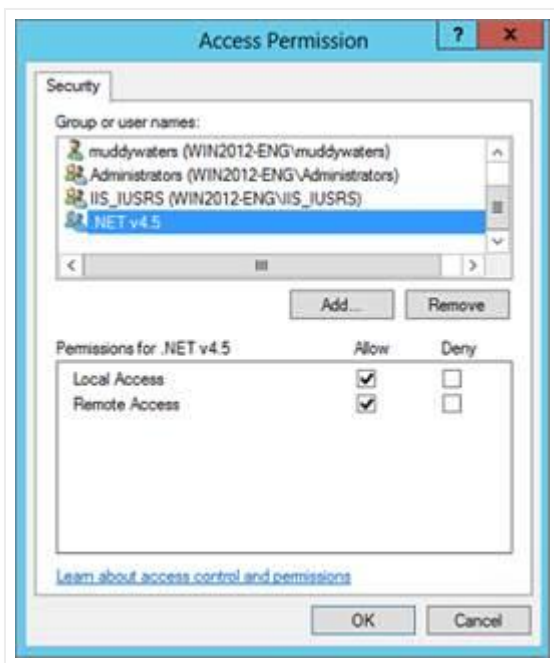 Access Permission
?
x
Security
Group or user names:
muddywaters (WIN2012-ENG\muddywaters)
Administrators (WIN2012-ENG\Administrators)
IIS_IUSRS (WIN2012-ENG\IIS_IUSRS)
.NET v4.5
Add...
Remove
Permissions for .NET v4.5
Allow
Deny
Local Access
Remote Access
Learn about access control and permissions
OK
Cancel